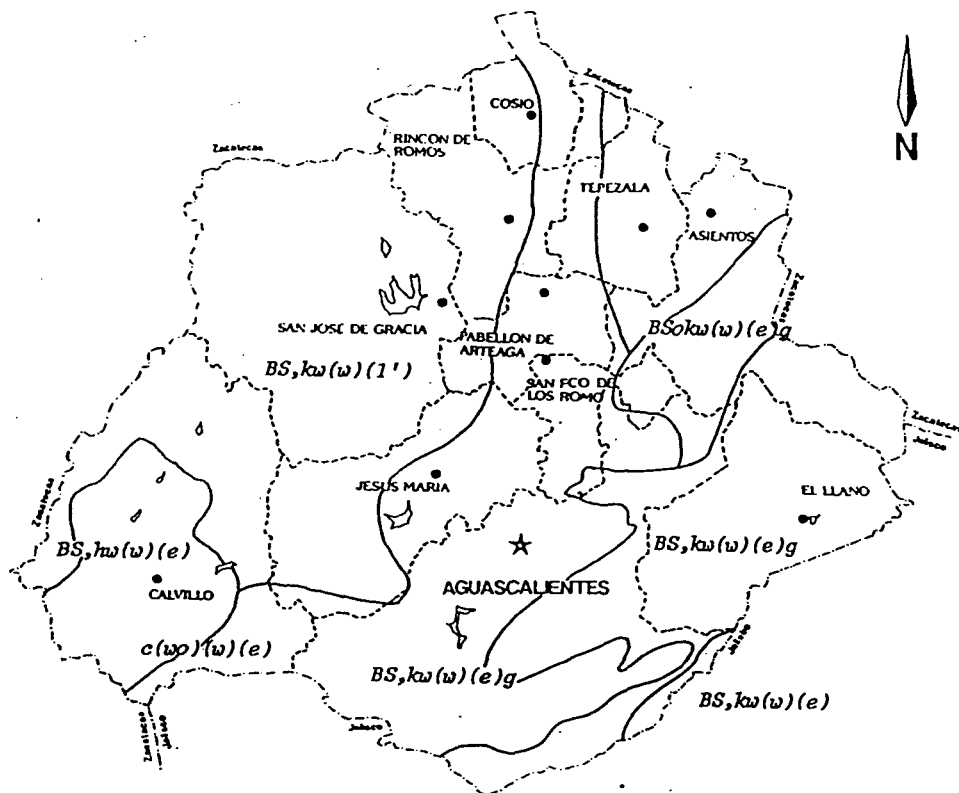 Zacatecas
COSIO
RINCON DE
ROMOS
Zacatecas
N
TEPEZALA
ASIENTOS
Zacatecas
SAN JOSE DE GRACIA
PABELLON DE
ARTEAGA
BSokw(w)(e)g
BS,kw(w)(l')
SAN FCO DE
LOS ROMO
Zacatecas
Jalisco
JESUS MARIA
EL LLANO
Zacatecas
BS,hw(w)(e)
BS,kw(w)(e)g
CALVILLO
AGUASCALIENTES
c(wo)(w)(e)
BS,kw(w)(e)g
Jalisco
BS,kw(w)(e)
Zacatecas
Jalisco
Jalisco